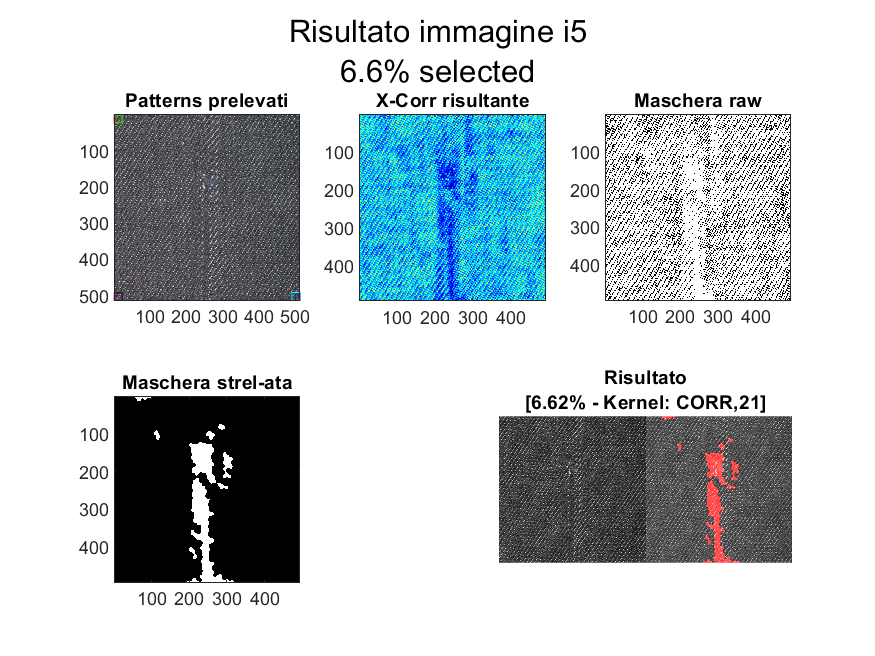 Risultato immagine i5
6.6% selected
Patterns prelevati
X-Corr risultante
Maschera raw
100
200
300
400
500
100 200 300 400 500
100
200
300
400
100 200 300 400
100
200
300
400
100 200 300 400
Maschera strel-ata
100
200
300
400
100 200 300 400
Risultato
[6.62% - Kernel: CORR,21]